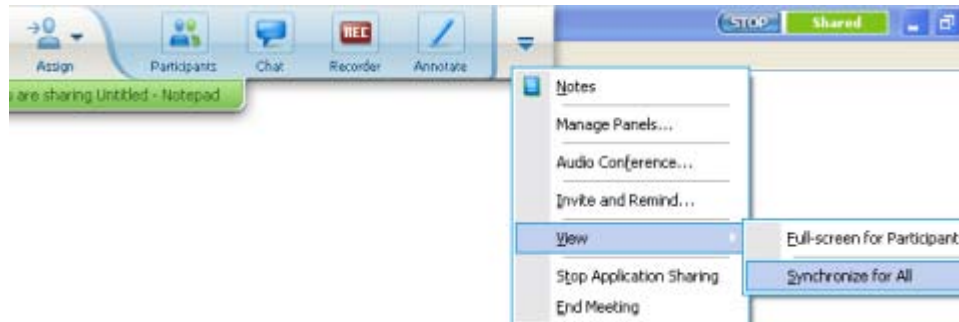 STOP Shared
REC
Assign Participants Chat Recorder Annotate
are sharing Untitled - Notepad
Notes
Manage Panels...
Audio Conference...
Invite and Remind...
View
Full-screen for Participant
Stop Application Sharing
Synchronize for All
End Meeting